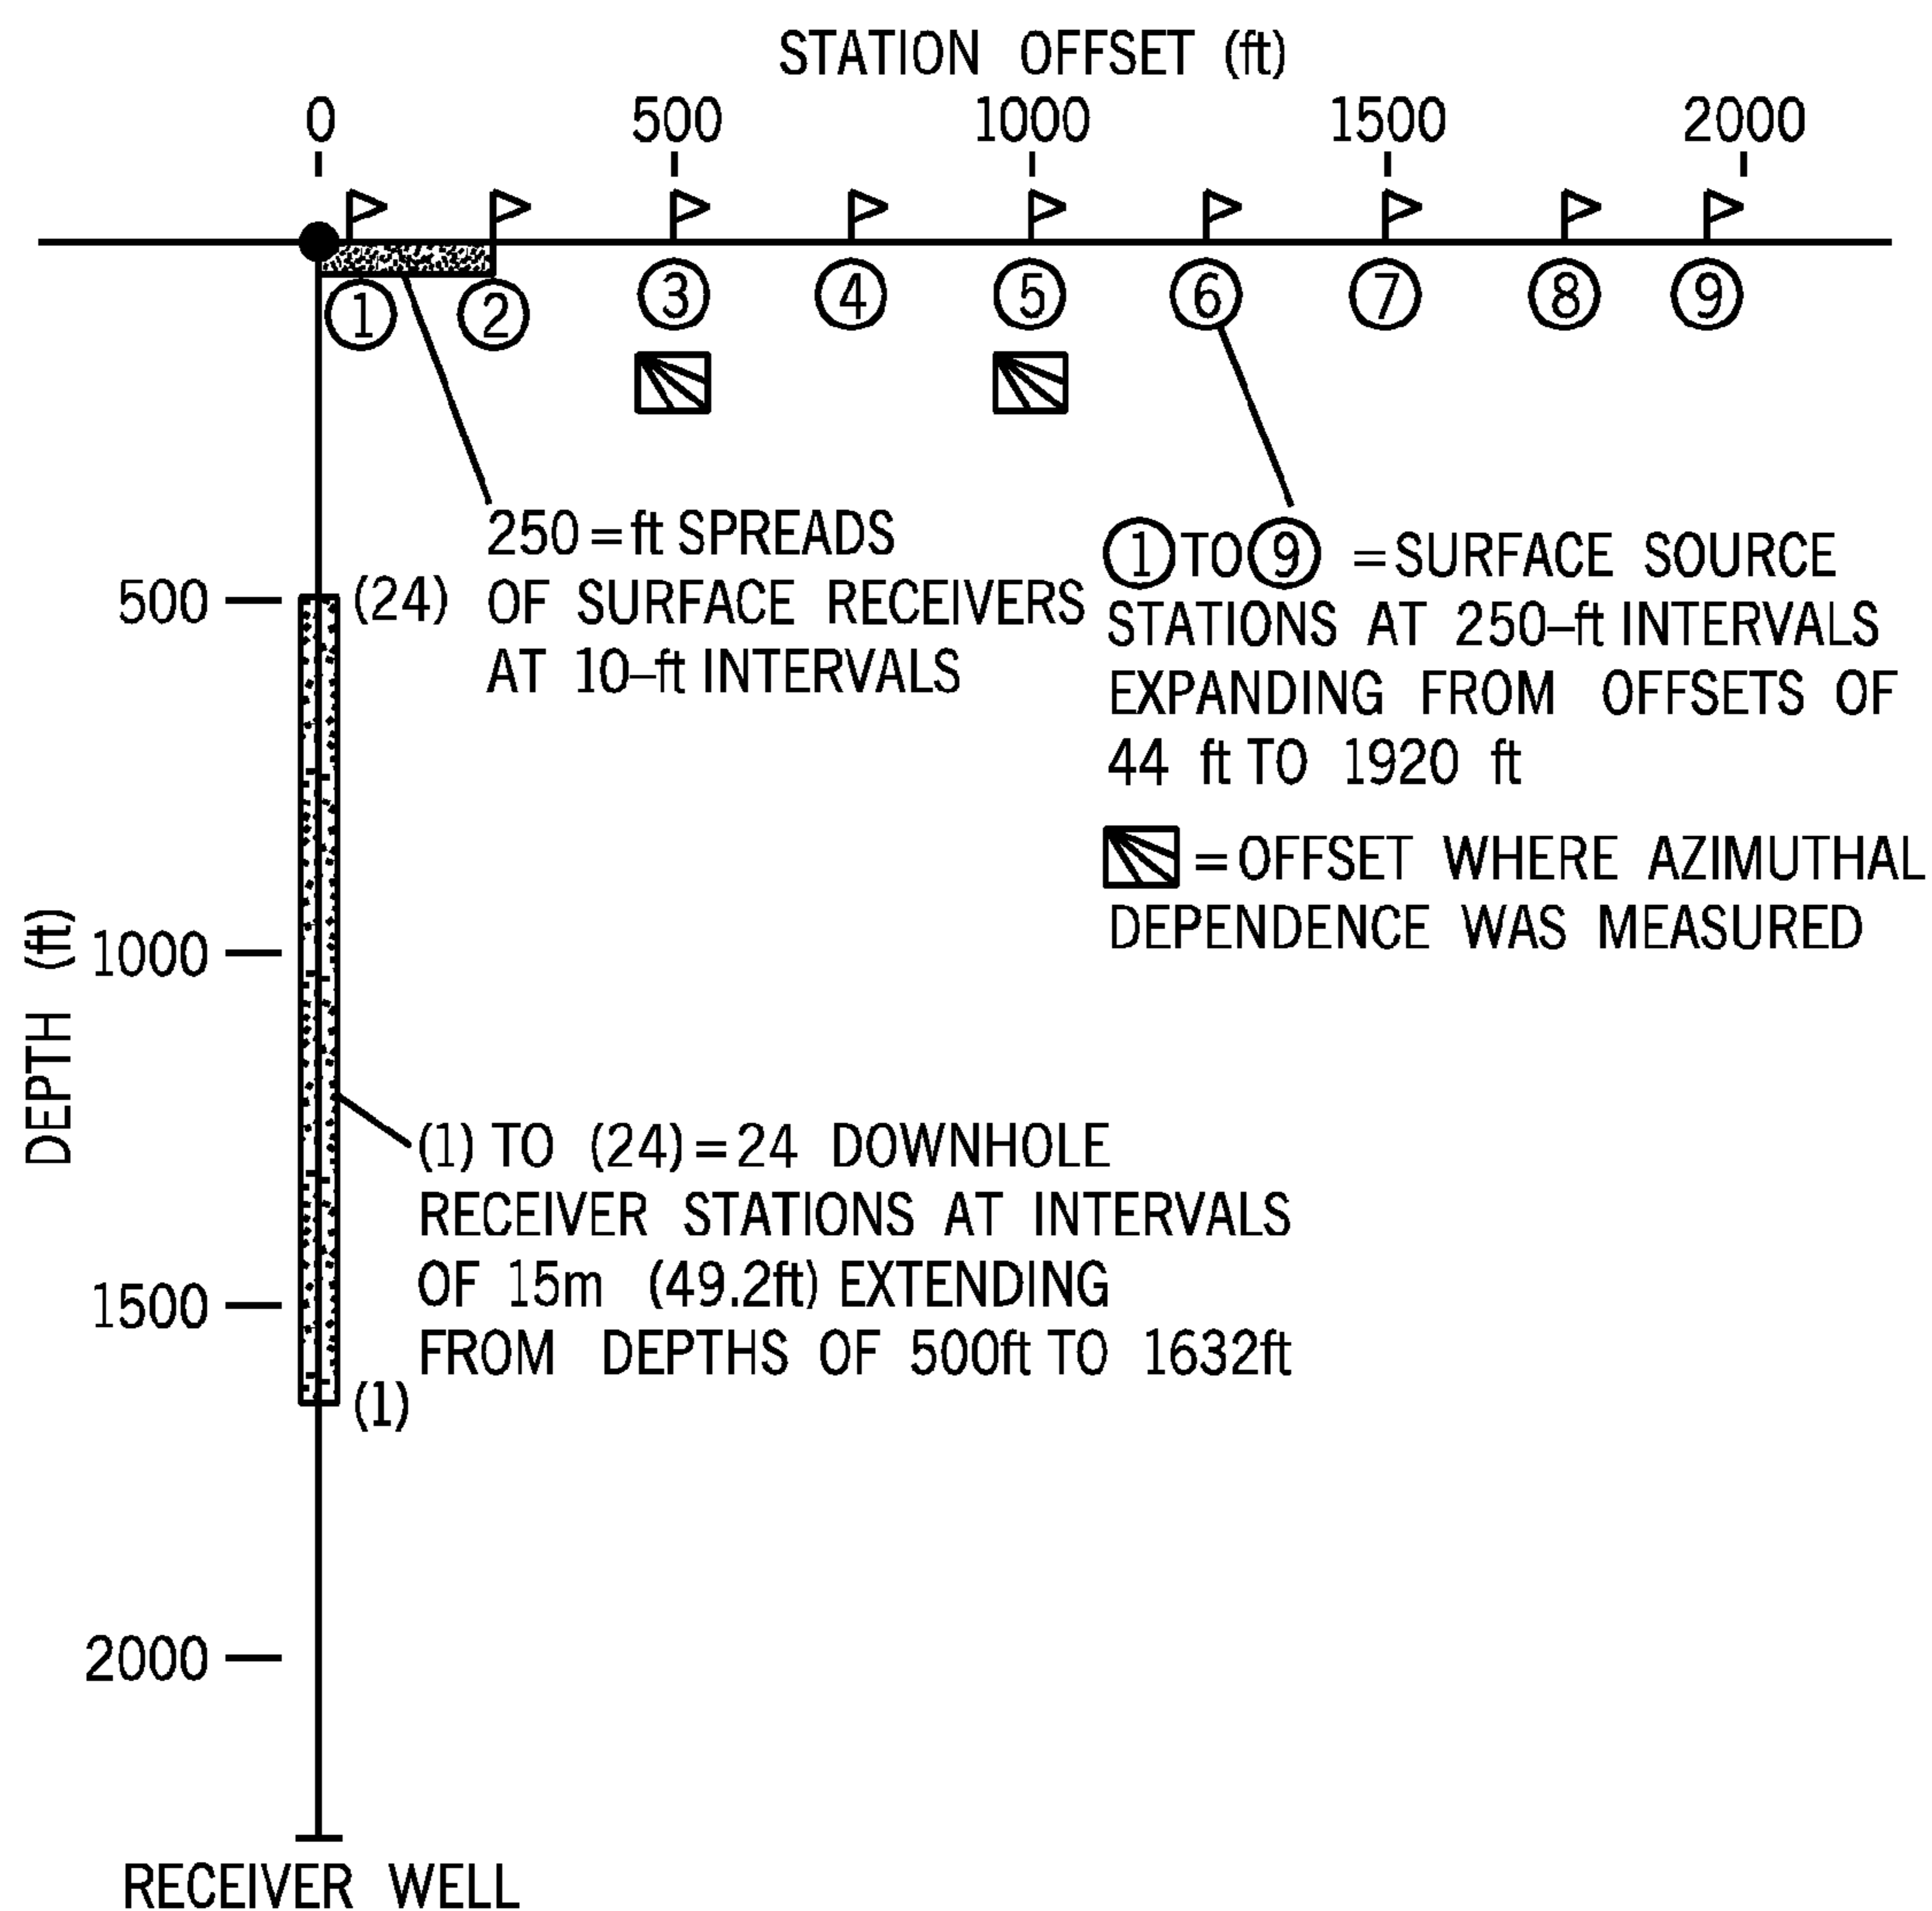 STATION OFFSET (ft)
0 500 1000 1500 2000
1 2 3 4 5 6 7 8 9
250=ft SPREADS
OF SURFACE RECEIVERS
AT 10–ft INTERVALS
1 TO 9 =SURFACE SOURCE
STATIONS AT 250–ft INTERVALS
EXPANDING FROM OFFSETS OF
44 ft TO 1920 ft
=OFFSET WHERE AZIMUTHAL
DEPENDENCE WAS MEASURED
DEPTH (ft)
500
1000
1500
2000
(24)
(1) TO (24)=24 DOWNHOLE
RECEIVER STATIONS AT INTERVALS
OF 15m (49.2ft) EXTENDING
FROM DEPTHS OF 500ft TO 1632ft
(1)
RECEIVER WELL